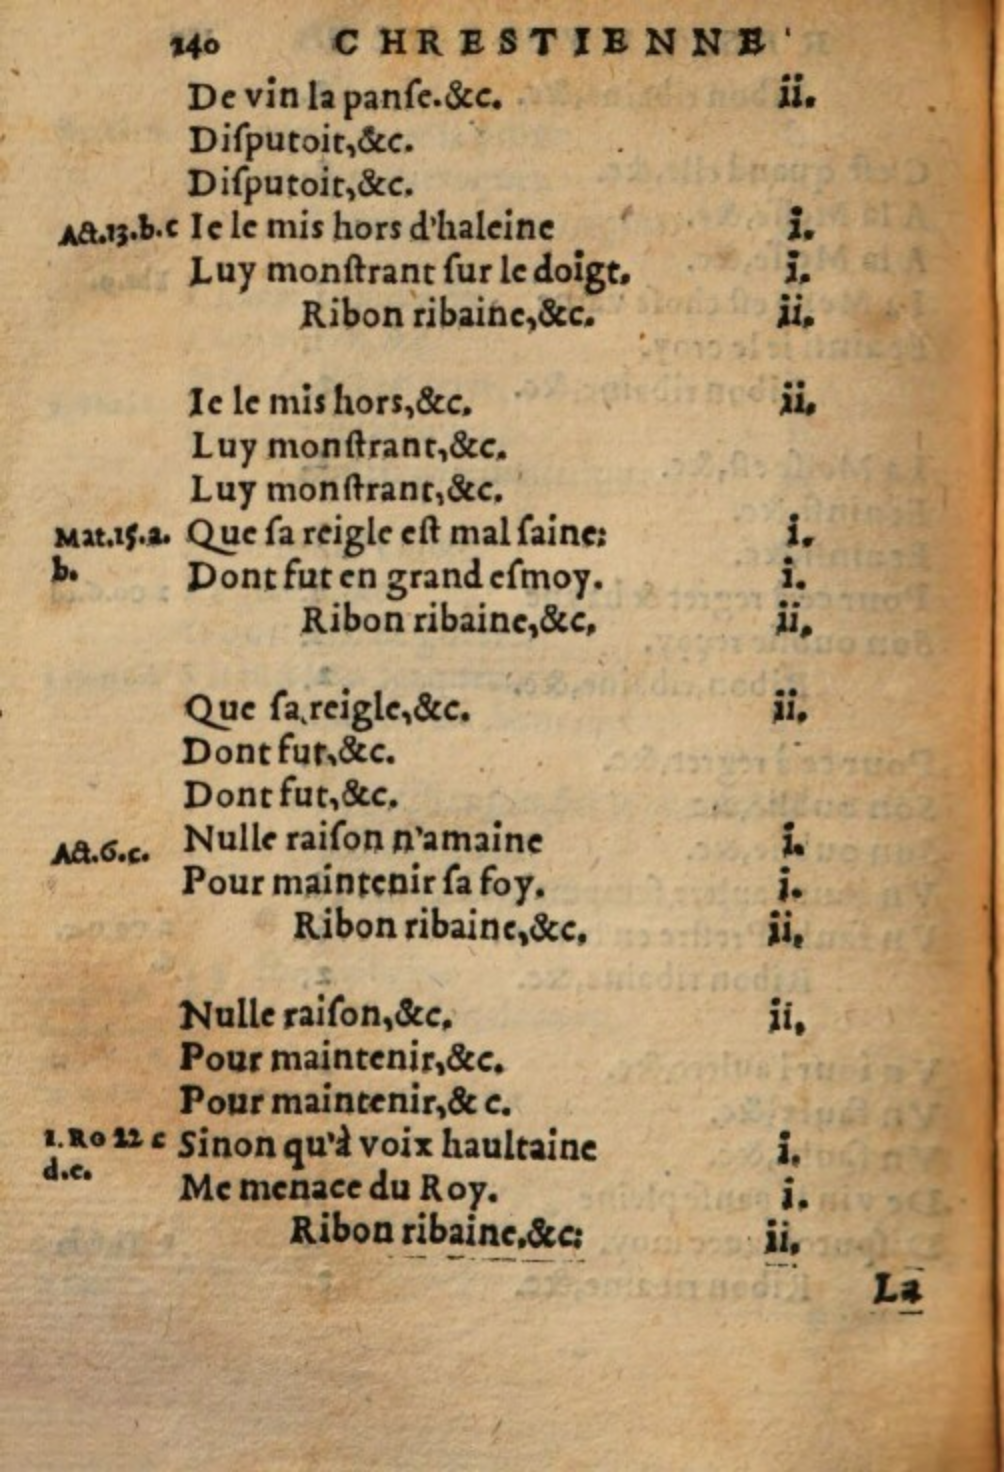 140 CHRESTIENNE
De vin la panſe.&c. ii.
Diſputoit,&c.
Diſputoit,&c.
Act.13.b.c Ie le mis hors d'haleine i.
Luy monſtrant ſur le doigt. i.
Ribon ribaine,&c. ii.
Ie le mis hors,&c. ii.
Luy monſtrant,&c.
Luy monſtrant,&c.
Mat.15.a. Que ſa reigle eſt mal ſaine: i.
b. Dont fut en grand eſmoy. i.
Ribon ribaine,&c. ii.
Que ſa reigle,&c. ii.
Dont fut,&c.
Dont fut,&c.
Act.6.c. Nulle raiſon n'amaine i.
Pour maintenir ſa foy. i.
Ribon ribaine,&c. ii.
Nulle raiſon,&c. ii.
Pour maintenir,&c.
Pour maintenir,& c.
1.Ro 22 c Sinon qu'à voix haultaine i.
d.e. Me menace du Roy. i.
Ribon ribaine.&c: ii.
La